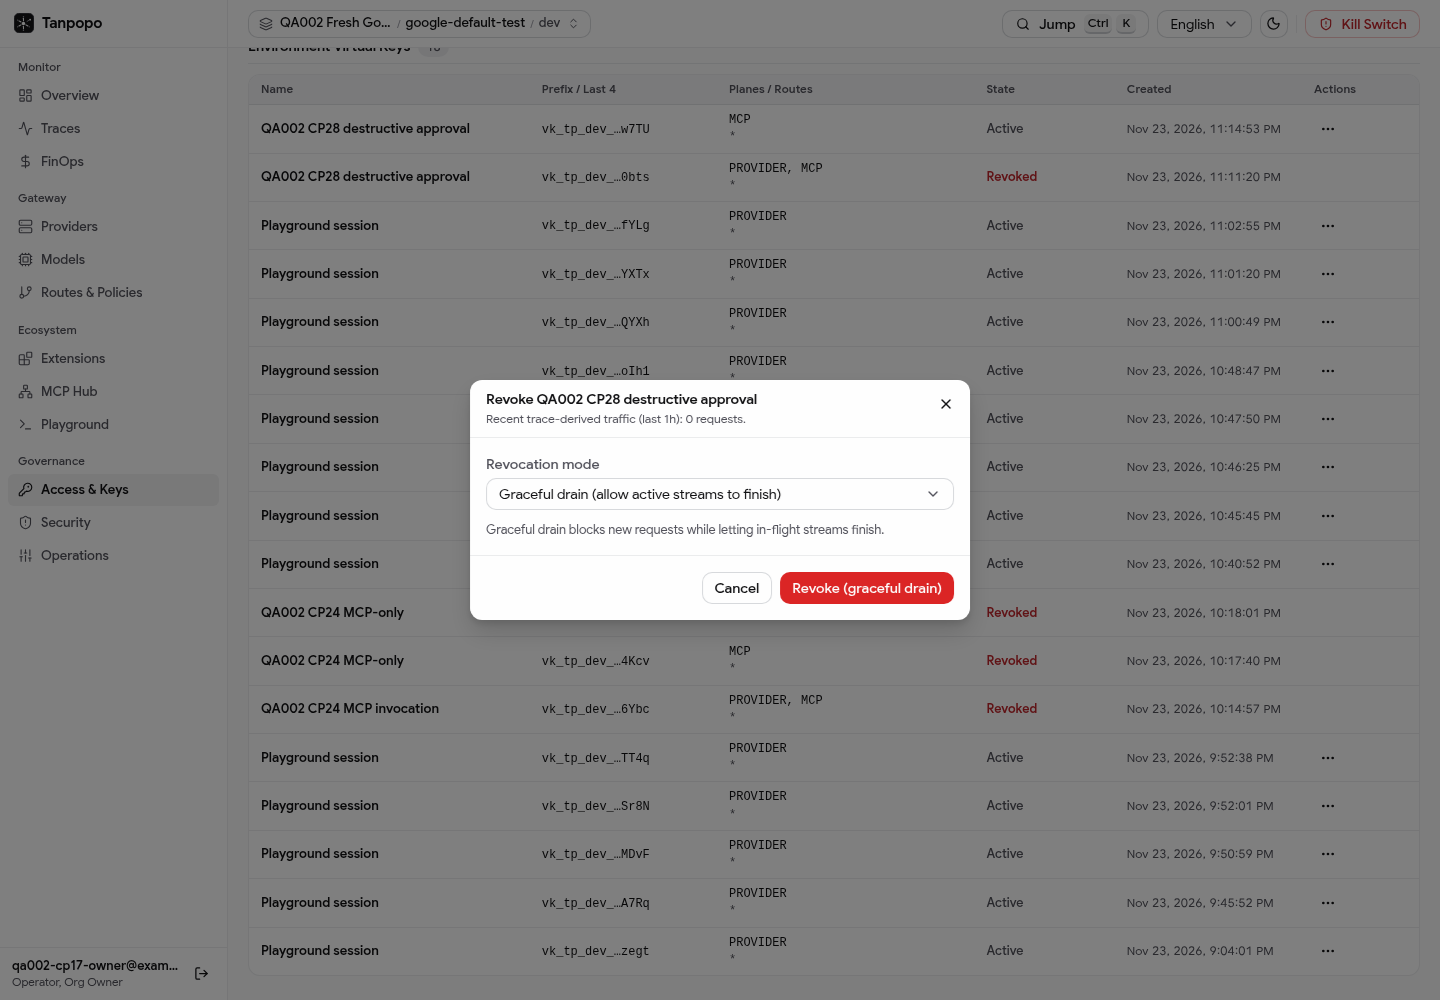 Tanpopo
QA002 Fresh Go... / google-default-test / dev
Jump Ctrl K
English
Kill Switch
Monitor
Overview
Traces
FinOps
Gateway
Providers
Models
Routes & Policies
Ecosystem
Extensions
MCP Hub
Playground
Governance
Access & Keys
Security
Operations
qa002-cp17-owner@exam...
Operator, Org Owner
Environment Virtual Keys
Name Prefix / Last 4 Planes / Routes State Created Actions
QA002 CP28 destructive approval vk_tp_dev_…w7TU MCP Active Nov 23, 2026, 11:14:53 PM
*
QA002 CP28 destructive approval vk_tp_dev_…0bts PROVIDER, MCP Revoked Nov 23, 2026, 11:11:20 PM
*
Playground session vk_tp_dev_…fYLg PROVIDER Active Nov 23, 2026, 11:02:55 PM
*
Playground session vk_tp_dev_…YXTx PROVIDER Active Nov 23, 2026, 11:01:20 PM
*
Playground session vk_tp_dev_…QYXh PROVIDER Active Nov 23, 2026, 11:00:49 PM
*
Playground session vk_tp_dev_…oIh1 PROVIDER Active Nov 23, 2026, 10:48:47 PM
*
Playground session Active Nov 23, 2026, 10:47:50 PM
Playground session Active Nov 23, 2026, 10:46:25 PM
Playground session Active Nov 23, 2026, 10:45:45 PM
Playground session Active Nov 23, 2026, 10:40:52 PM
QA002 CP24 MCP-only Revoked Nov 23, 2026, 10:18:01 PM
QA002 CP24 MCP-only vk_tp_dev_…4Kcv MCP Revoked Nov 23, 2026, 10:17:40 PM
*
QA002 CP24 MCP invocation vk_tp_dev_…6Ybc PROVIDER, MCP Revoked Nov 23, 2026, 10:14:57 PM
*
Playground session vk_tp_dev_…TT4q PROVIDER Active Nov 23, 2026, 9:52:38 PM
*
Playground session vk_tp_dev_…Sr8N PROVIDER Active Nov 23, 2026, 9:52:01 PM
*
Playground session vk_tp_dev_…MDvF PROVIDER Active Nov 23, 2026, 9:50:59 PM
*
Playground session vk_tp_dev_…A7Rq PROVIDER Active Nov 23, 2026, 9:45:52 PM
*
Playground session vk_tp_dev_…zegt PROVIDER Active Nov 23, 2026, 9:04:01 PM
*
Revoke QA002 CP28 destructive approval
Recent trace-derived traffic (last 1h): 0 requests.
Revocation mode
Graceful drain (allow active streams to finish)
Graceful drain blocks new requests while letting in-flight streams finish.
Cancel
Revoke (graceful drain)